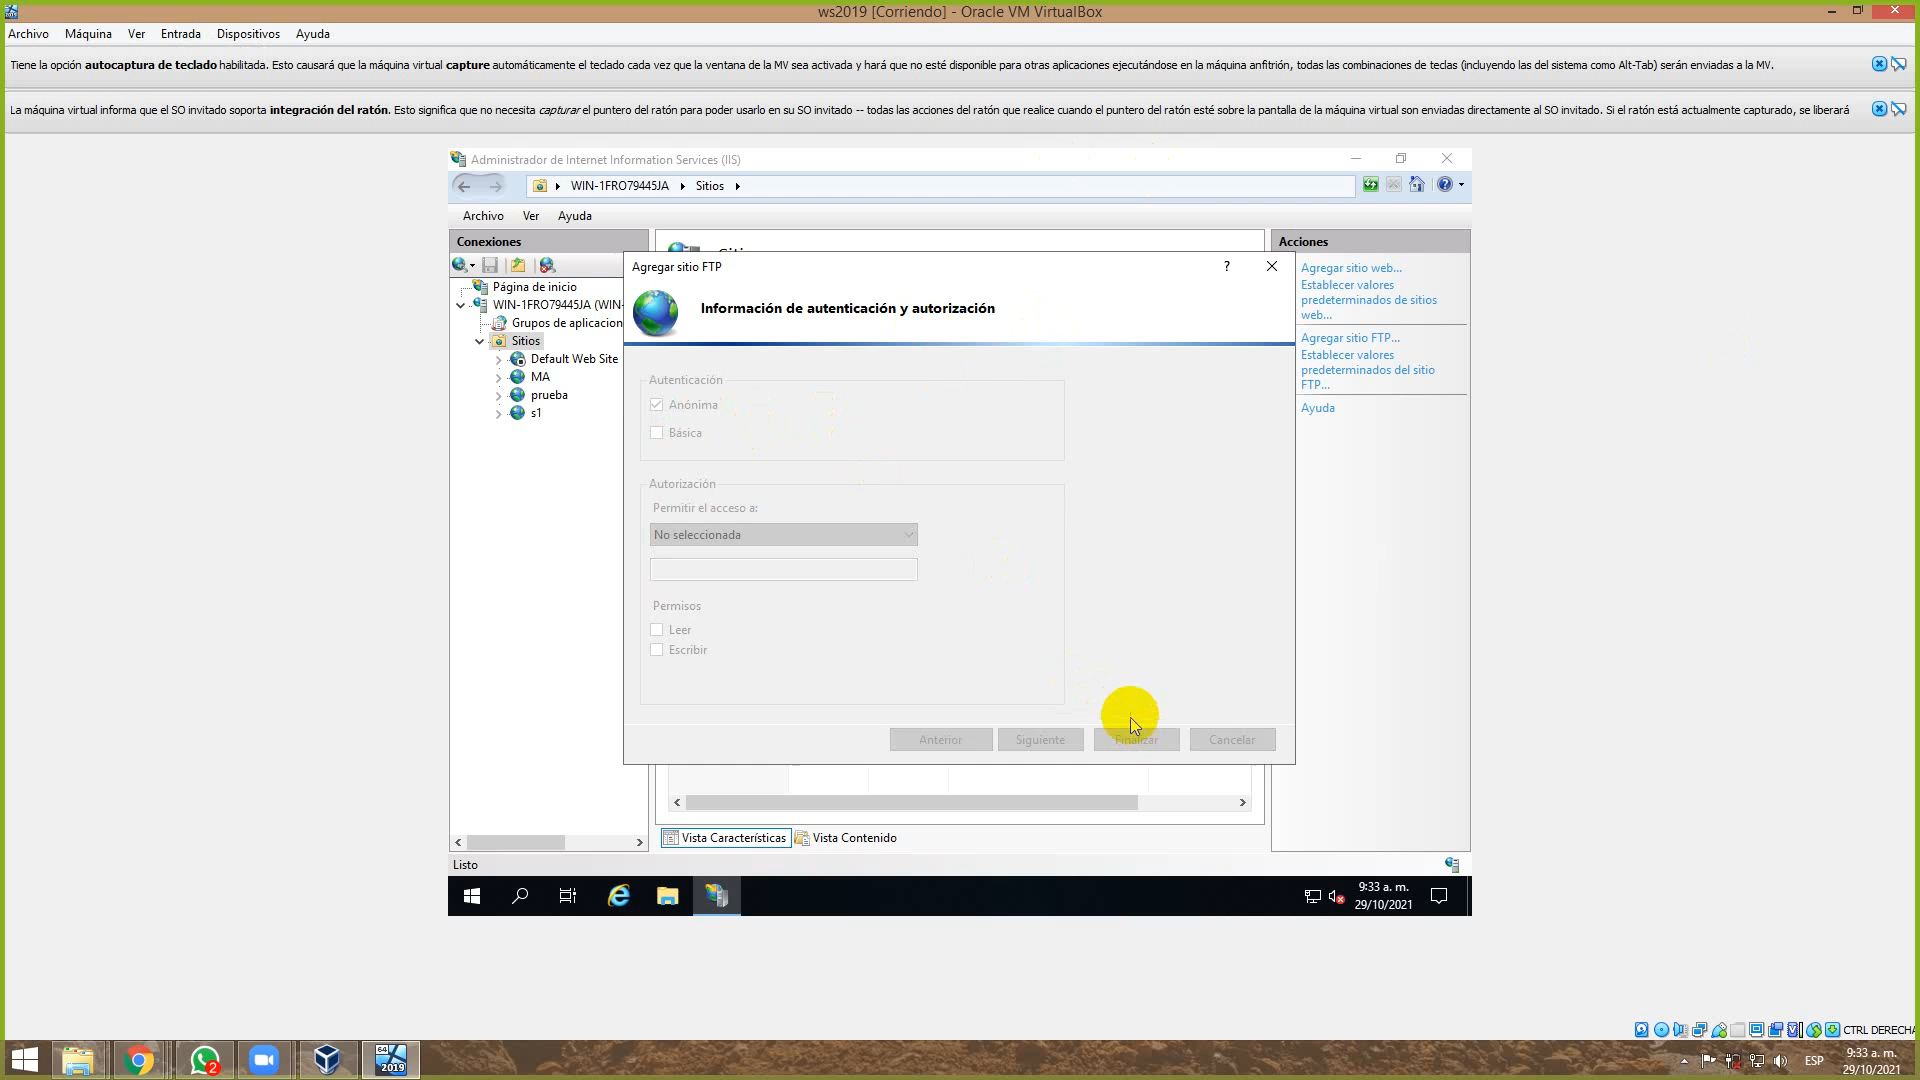 ws2019 [Corriendo] - Oracle VM VirtualBox
Archivo Máquina Ver Entrada Dispositivos Ayuda
Tiene la opción autocaptura de teclado habilitada. Esto causará que la máquina virtual capture automáticamente el teclado cada vez que la ventana de la MV sea activada y hará que no esté disponible para otras aplicaciones ejecutándose en la máquina anfitrión, todas las combinaciones de teclas (incluyendo las del sistema como Alt-Tab) serán enviadas a la MV.
La máquina virtual informa que el SO invitado soporta integración del ratón. Esto significa que no necesita capturar el puntero del ratón para poder usarlo en su SO invitado -- todas las acciones del ratón que realice cuando el puntero del ratón esté sobre la pantalla de la máquina virtual son enviadas directamente al SO invitado. Si el ratón está actualmente capturado, se liberará
Administrador de Internet Information Services (IIS)
WIN-1FRO79445JA Sitios
Archivo Ver Ayuda
Conexiones
Página de inicio
WIN-1FRO79445JA (WIN-
Grupos de aplicacion
Sitios
Default Web Site
MA
prueba
s1
Agregar sitio FTP
?
Información de autenticación y autorización
Autenticación
Anónima
Básica
Autorización
Permitir el acceso a:
No seleccionada
Permisos
Leer
Escribir
Anterior Siguiente Finalizar Cancelar
Acciones
Agregar sitio web...
Establecer valores
predeterminados de sitios
web...
Agregar sitio FTP...
Establecer valores
predeterminados del sitio
FTP...
Ayuda
Vista Características Vista Contenido
Listo
9:33 a. m.
29/10/2021
CTRL DERECHA
64
2019
2
ESP
9:33 a. m.
29/10/2021